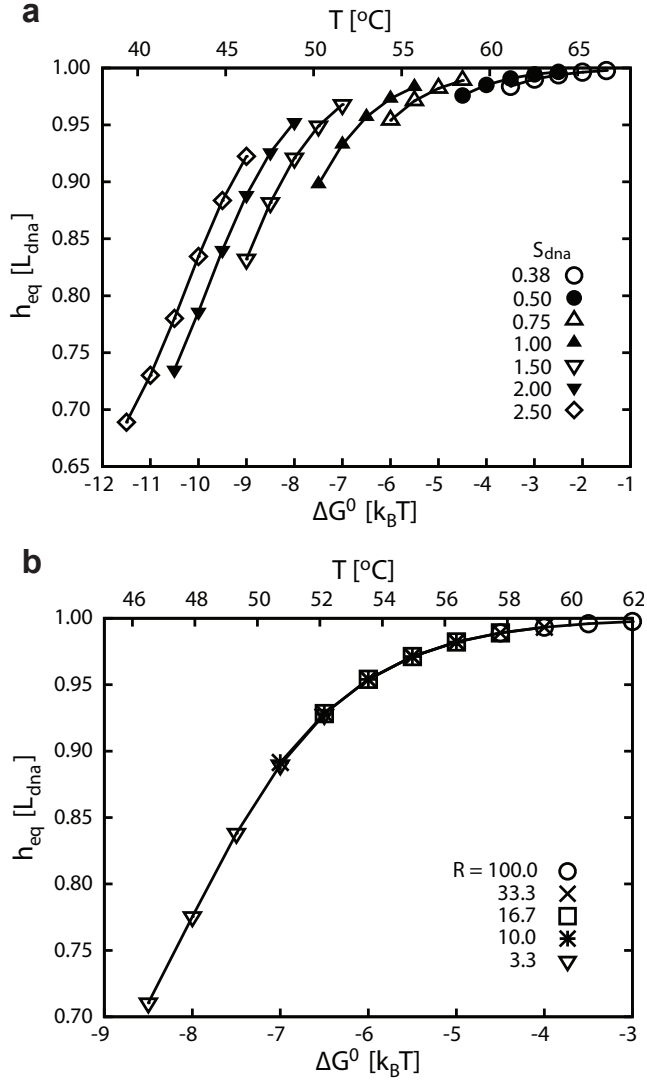 a
T [ºC]
40 45 50 55 60 65
1.00
0.95
0.90
0.85
0.80
0.75
0.70
0.65
h_eq [L_dna]
S_dna
0.38
0.50
0.75
1.00
1.50
2.00
2.50
-12 -11 -10 -9 -8 -7 -6 -5 -4 -3 -2 -1
ΔG⁰ [k_BT]
b
T [ºC]
46 48 50 52 54 56 58 60 62
1.00
0.95
0.90
0.85
0.80
0.75
0.70
h_eq [L_dna]
R = 100.0
33.3
16.7
10.0
3.3
-9 -8 -7 -6 -5 -4 -3
ΔG⁰ [k_BT]